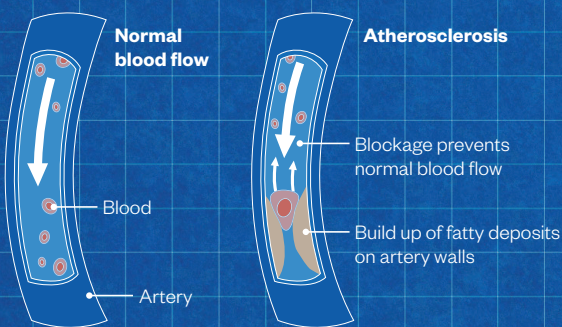 Normal
blood flow
Blood
Artery
Atherosclerosis
Blockage prevents
normal blood flow
Build up of fatty deposits
on artery walls